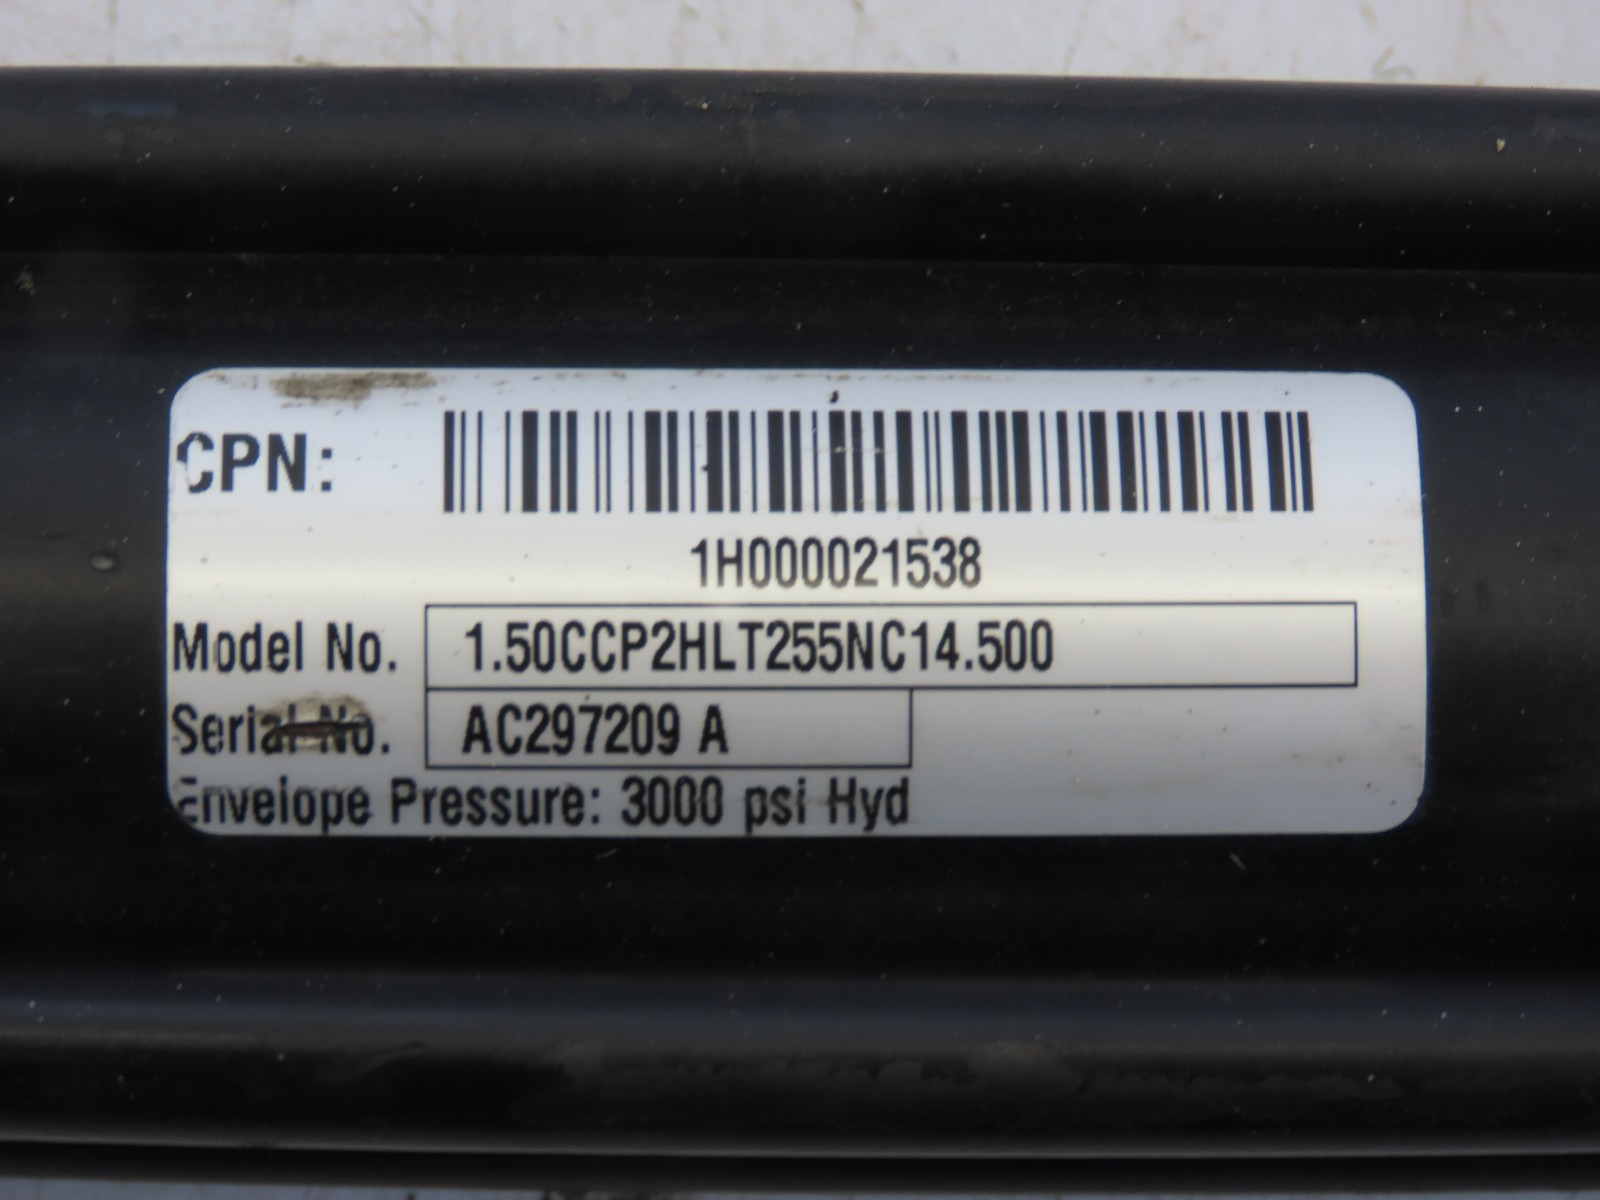 CPN:
1H000021538
Model No. 1.50CCP2HLT255NC14.500
Serial No. AC297209 A
Envelope Pressure: 3000 psi Hyd